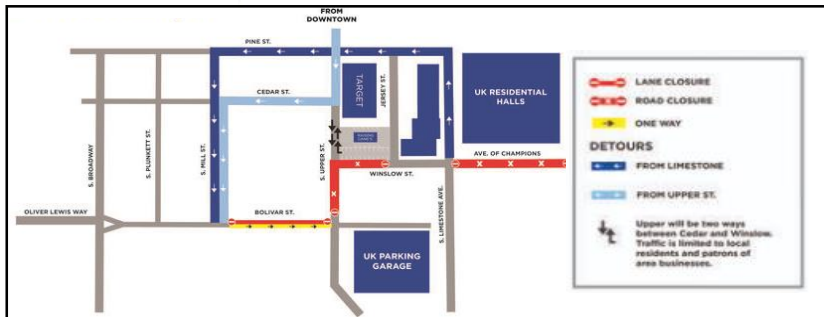 FROM
DOWNTOWN
PINE ST.
CEDAR ST.
TARGET
JERSEY ST.
UK RESIDENTIAL
HALLS
S. BROADWAY
S. PLUNKETT ST.
S. MILL ST.
S. UPPER ST.
WINSLOW ST.
AVE. OF CHAMPIONS
S. LIMESTONE AVE.
OLIVER LEWIS WAY
BOLIVAR ST.
UK PARKING
GARAGE
LANE CLOSURE
ROAD CLOSURE
ONE WAY
DETOURS
FROM LIMESTONE
FROM UPPER ST.
Upper will be two ways
between Cedar and Winslow.
Traffic is limited to local
residents and patrons of
area businesses.